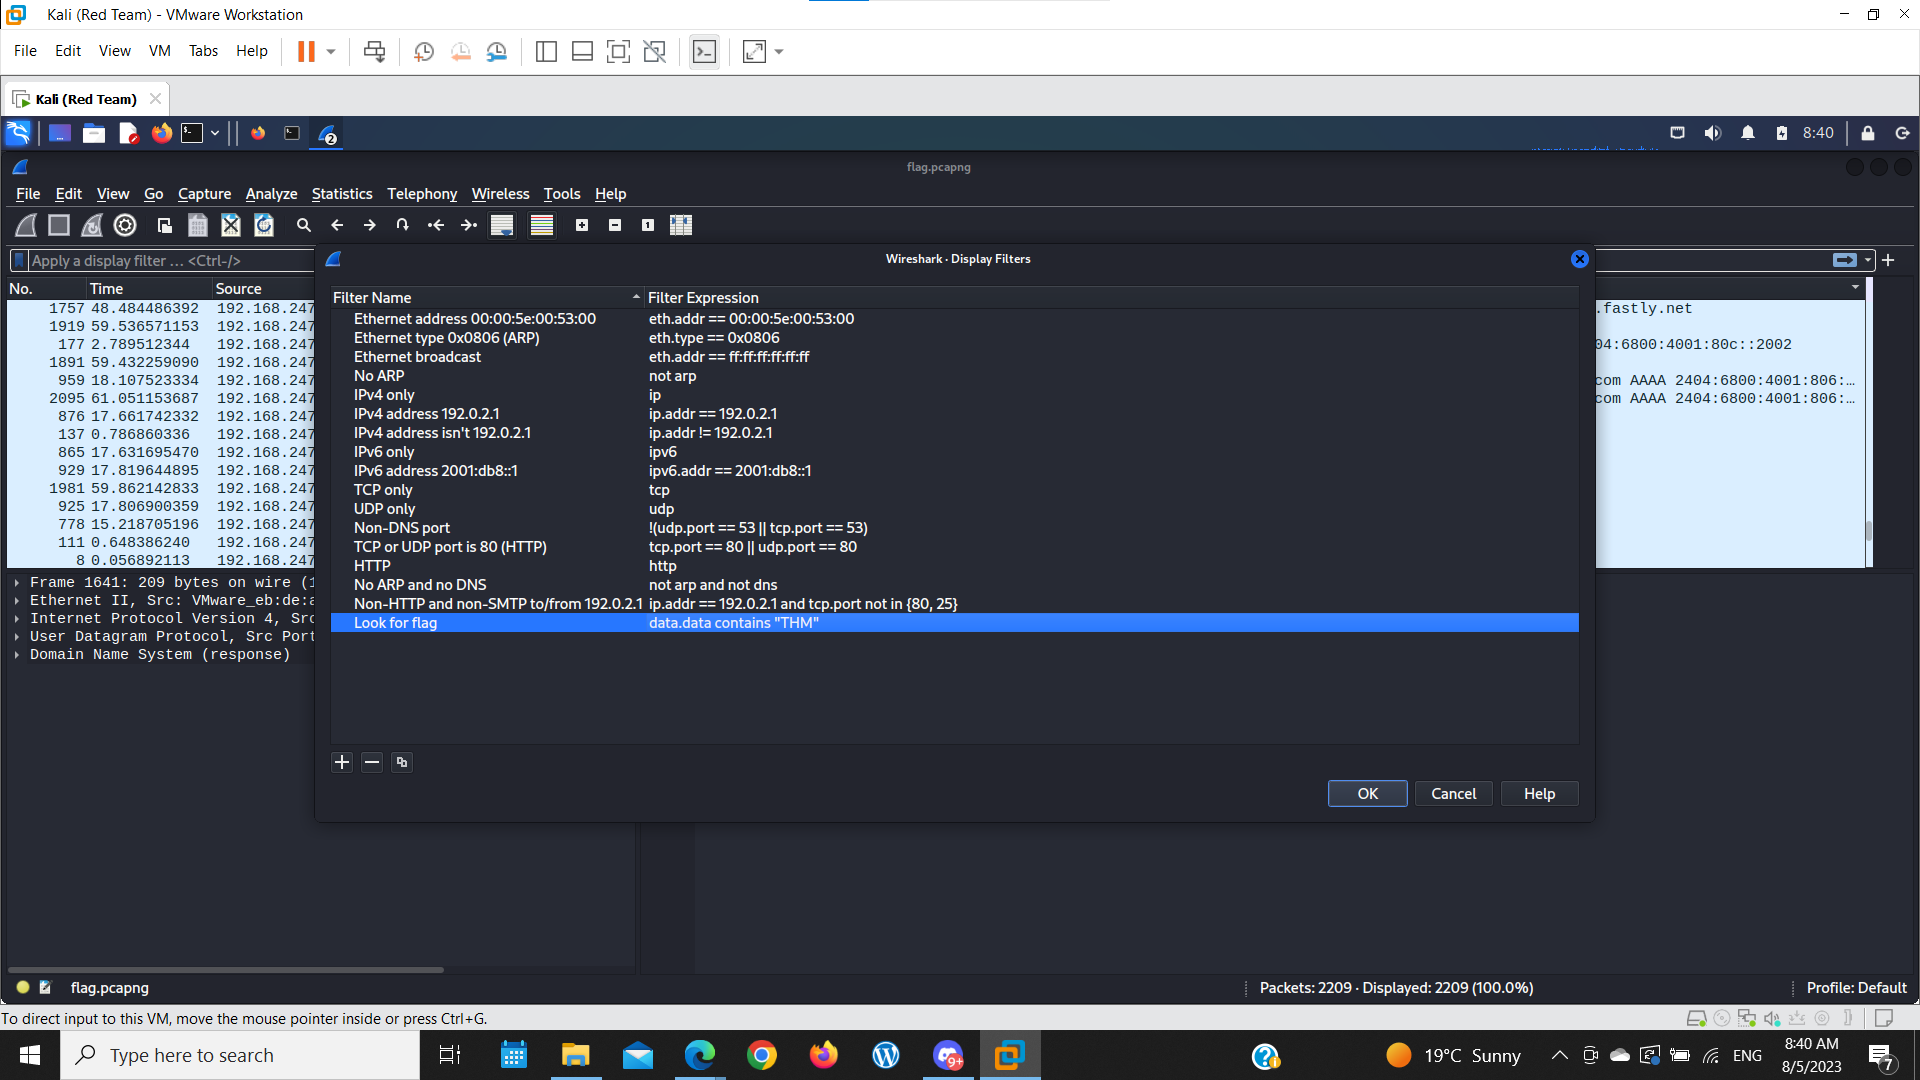 Kali (Red Team) - VMware Workstation
File Edit View VM Tabs Help
Kali (Red Team)
8:40
flag.pcapng
File Edit View Go Capture Analyze Statistics Telephony Wireless Tools Help
Apply a display filter ... <Ctrl-/>
Wireshark · Display Filters
No. Time Source
1757 48.484486392 192.168.247
1919 59.536571153 192.168.247
177 2.789512344 192.168.247
1891 59.432259090 192.168.247
959 18.107523334 192.168.247
2095 61.051153687 192.168.247
876 17.661742332 192.168.247
137 0.786860336 192.168.247
865 17.631695470 192.168.247
929 17.819644895 192.168.247
1981 59.862142833 192.168.247
925 17.806900359 192.168.247
778 15.218705196 192.168.247
111 0.648386240 192.168.247
8 0.056892113 192.168.247
.fastly.net
04:6800:4001:80c::2002
com AAAA 2404:6800:4001:806:…
com AAAA 2404:6800:4001:806:…
Filter Name Filter Expression
Ethernet address 00:00:5e:00:53:00 eth.addr == 00:00:5e:00:53:00
Ethernet type 0x0806 (ARP) eth.type == 0x0806
Ethernet broadcast eth.addr == ff:ff:ff:ff:ff:ff
No ARP not arp
IPv4 only ip
IPv4 address 192.0.2.1 ip.addr == 192.0.2.1
IPv4 address isn't 192.0.2.1 ip.addr != 192.0.2.1
IPv6 only ipv6
IPv6 address 2001:db8::1 ipv6.addr == 2001:db8::1
TCP only tcp
UDP only udp
Non-DNS port !(udp.port == 53 || tcp.port == 53)
TCP or UDP port is 80 (HTTP) tcp.port == 80 || udp.port == 80
HTTP http
No ARP and no DNS not arp and not dns
Non-HTTP and non-SMTP to/from 192.0.2.1 ip.addr == 192.0.2.1 and tcp.port not in {80, 25}
Look for flag data.data contains "THM"
OK Cancel Help
Frame 1641: 209 bytes on wire (1
Ethernet II, Src: VMware_eb:de:a
Internet Protocol Version 4, Src
User Datagram Protocol, Src Port
Domain Name System (response)
flag.pcapng
Packets: 2209 · Displayed: 2209 (100.0%)
Profile: Default
To direct input to this VM, move the mouse pointer inside or press Ctrl+G.
Type here to search
9+
19°C Sunny
ENG
8:40 AM
8/5/2023
7